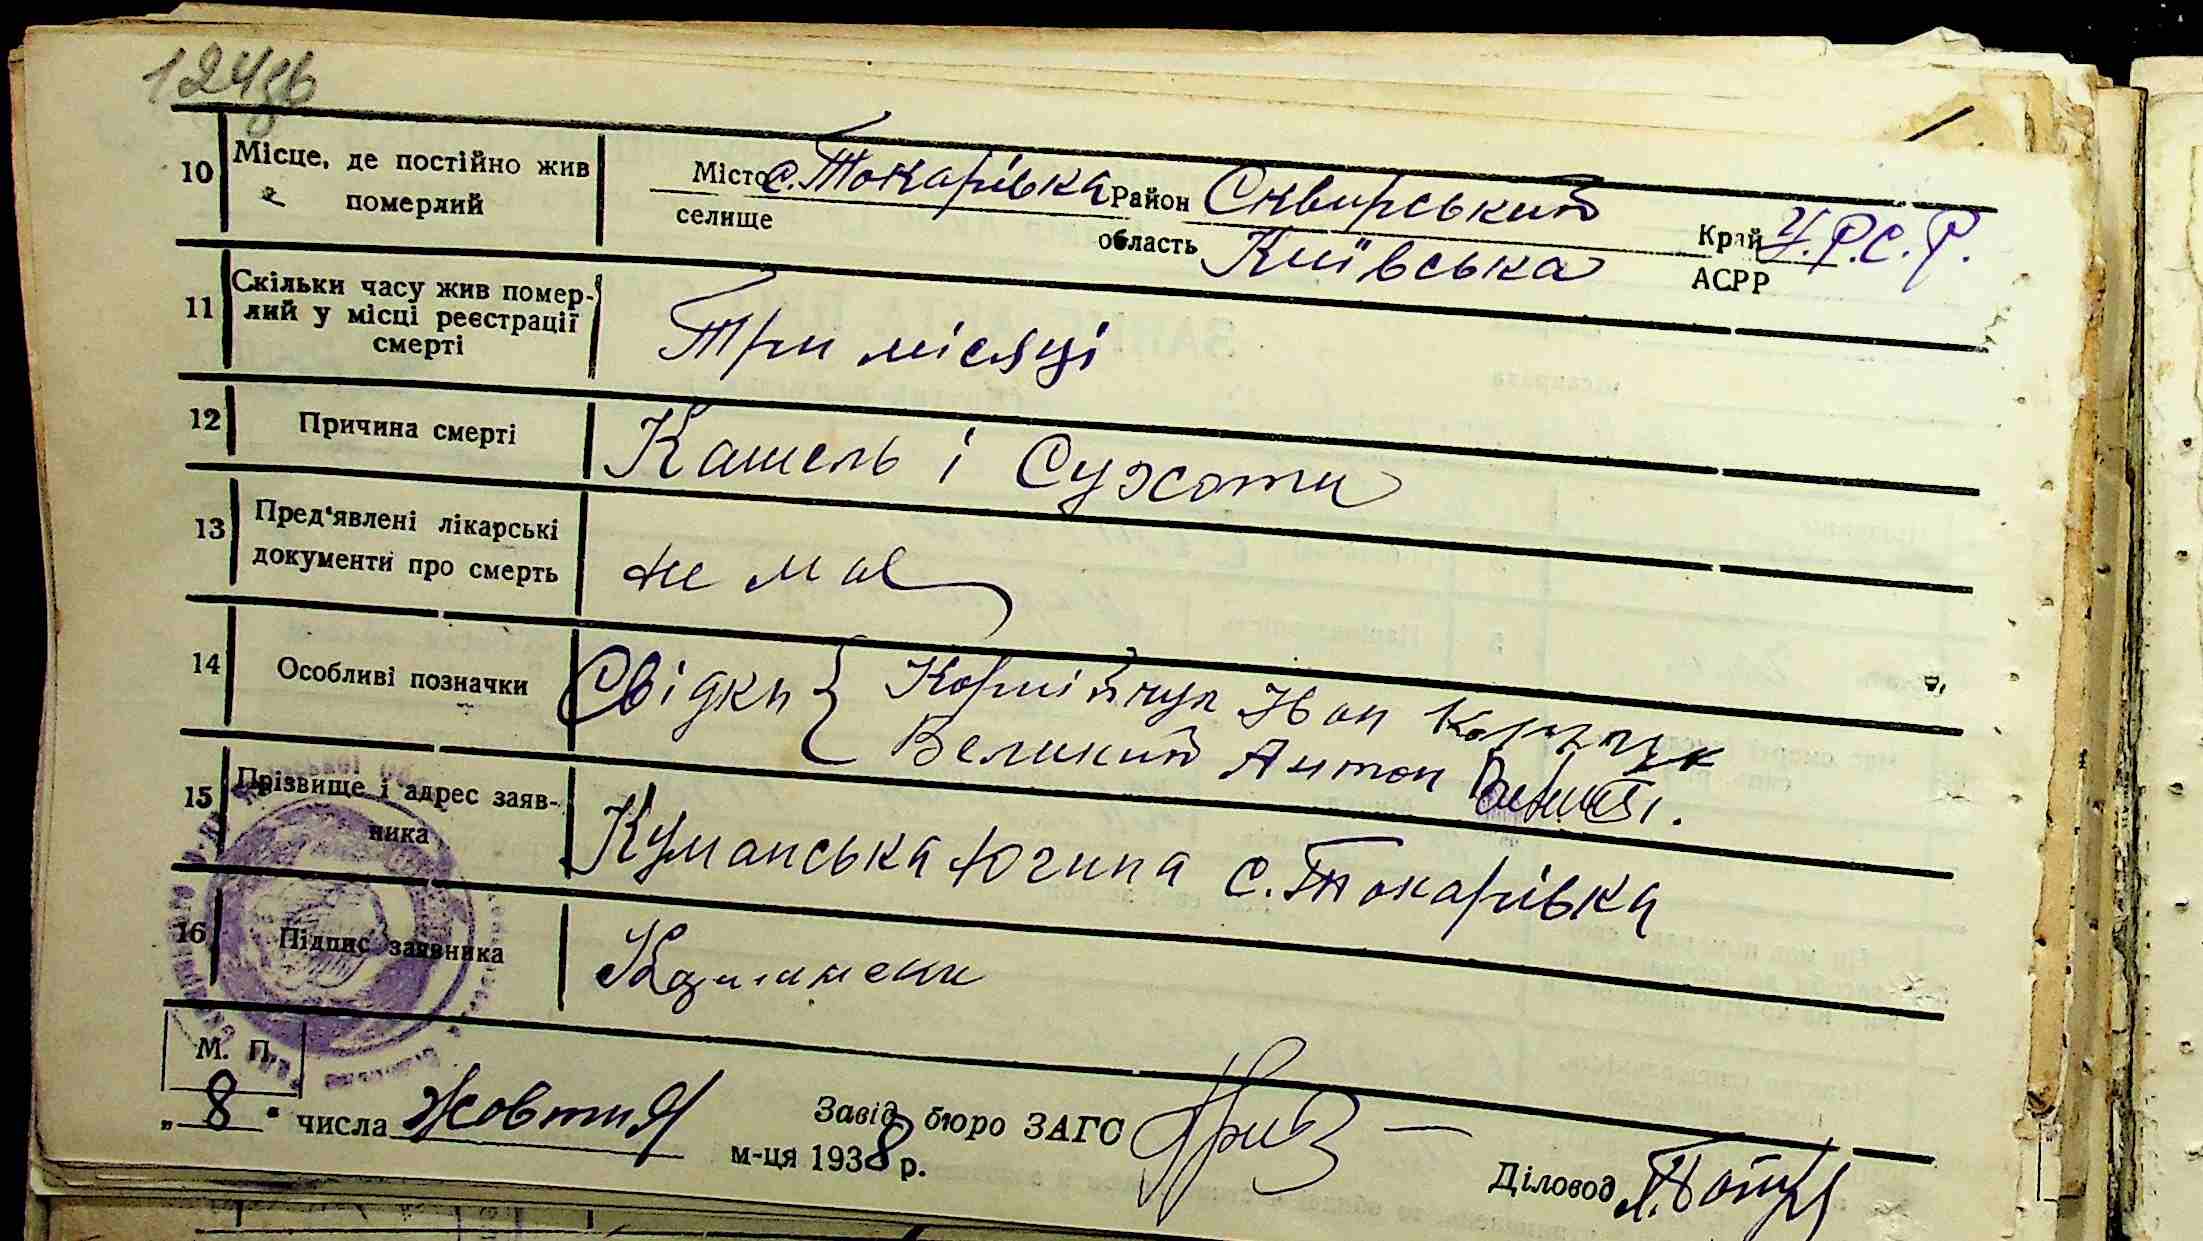 124зв
10 Місце, де постійно жив померлий
Місто с. Токарівка Район Сквирський Край У.Р.С.Р.
селище область Київська АСРР
11 Скільки часу жив померлий у місці реєстрації смерті
Три місяці
12 Причина смерті Кашель і Сухоти
13 Пред'явлені лікарські документи про смерть
не має
14 Особливі позначки Свідки { Корнійчук Іван
Великий Антон
15 Прізвище і адрес заявника
Куманська Югина с. Токарівка
16 Підпис заявника
М. П.
„ 8 " числа Жовтня м-ця 1938 р.
Завід. бюро ЗАГС
Діловод